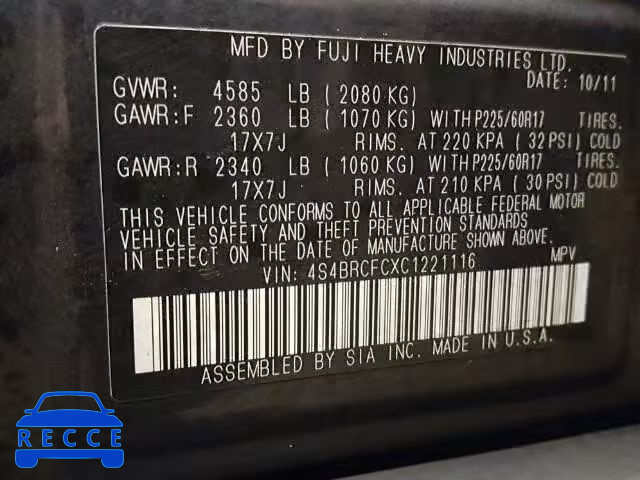 MFD BY FUJI HEAVY INDUSTRIES LTD.
DATE: 10/11
GVWR: 4585 LB ( 2080 KG)
GAWR:F 2360 LB ( 1070 KG) WITH P225/60R17 TIRES.
17X7J RIMS. AT 220 KPA ( 32 PSI) COLD
GAWR:R 2340 LB ( 1060 KG) WITH P225/60R17 TIRES.
17X7J RIMS. AT 210 KPA ( 30 PSI) COLD
THIS VEHICLE CONFORMS TO ALL APPLICABLE FEDERAL MOTOR
VEHICLE SAFETY AND THEFT PREVENTION STANDARDS
IN EFFECT ON THE DATE OF MANUFACTURE SHOWN ABOVE.
VIN: 4S4BRCFCXC1221116 MPV
ASSEMBLED BY SIA INC. MADE IN U.S.A.
RECCE